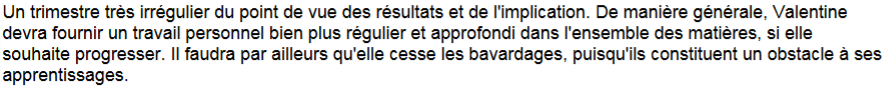 Un trimestre très irrégulier du point de vue des résultats et de l'implication. De manière générale, Valentine
devra fournir un travail personnel bien plus régulier et approfondi dans l'ensemble des matières, si elle
souhaite progresser. Il faudra par ailleurs qu'elle cesse les bavardages, puisqu'ils constituent un obstacle à ses
apprentissages.